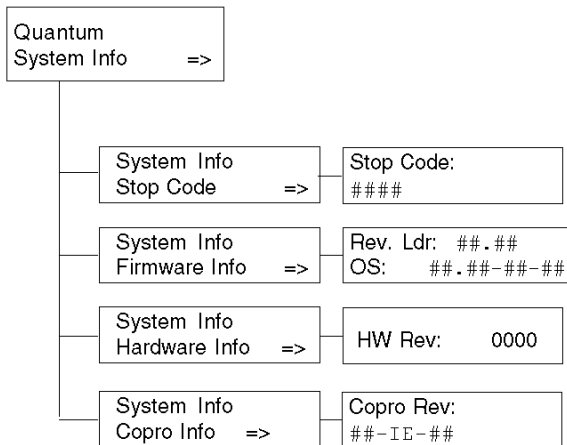 Quantum
System Info =>
System Info
Stop Code =>
Stop Code:
####
System Info
Firmware Info =>
Rev. Ldr: ##.##
OS: ##.##-##-##
System Info
Hardware Info =>
HW Rev: 0000
System Info
Copro Info =>
Copro Rev:
##-IE-##